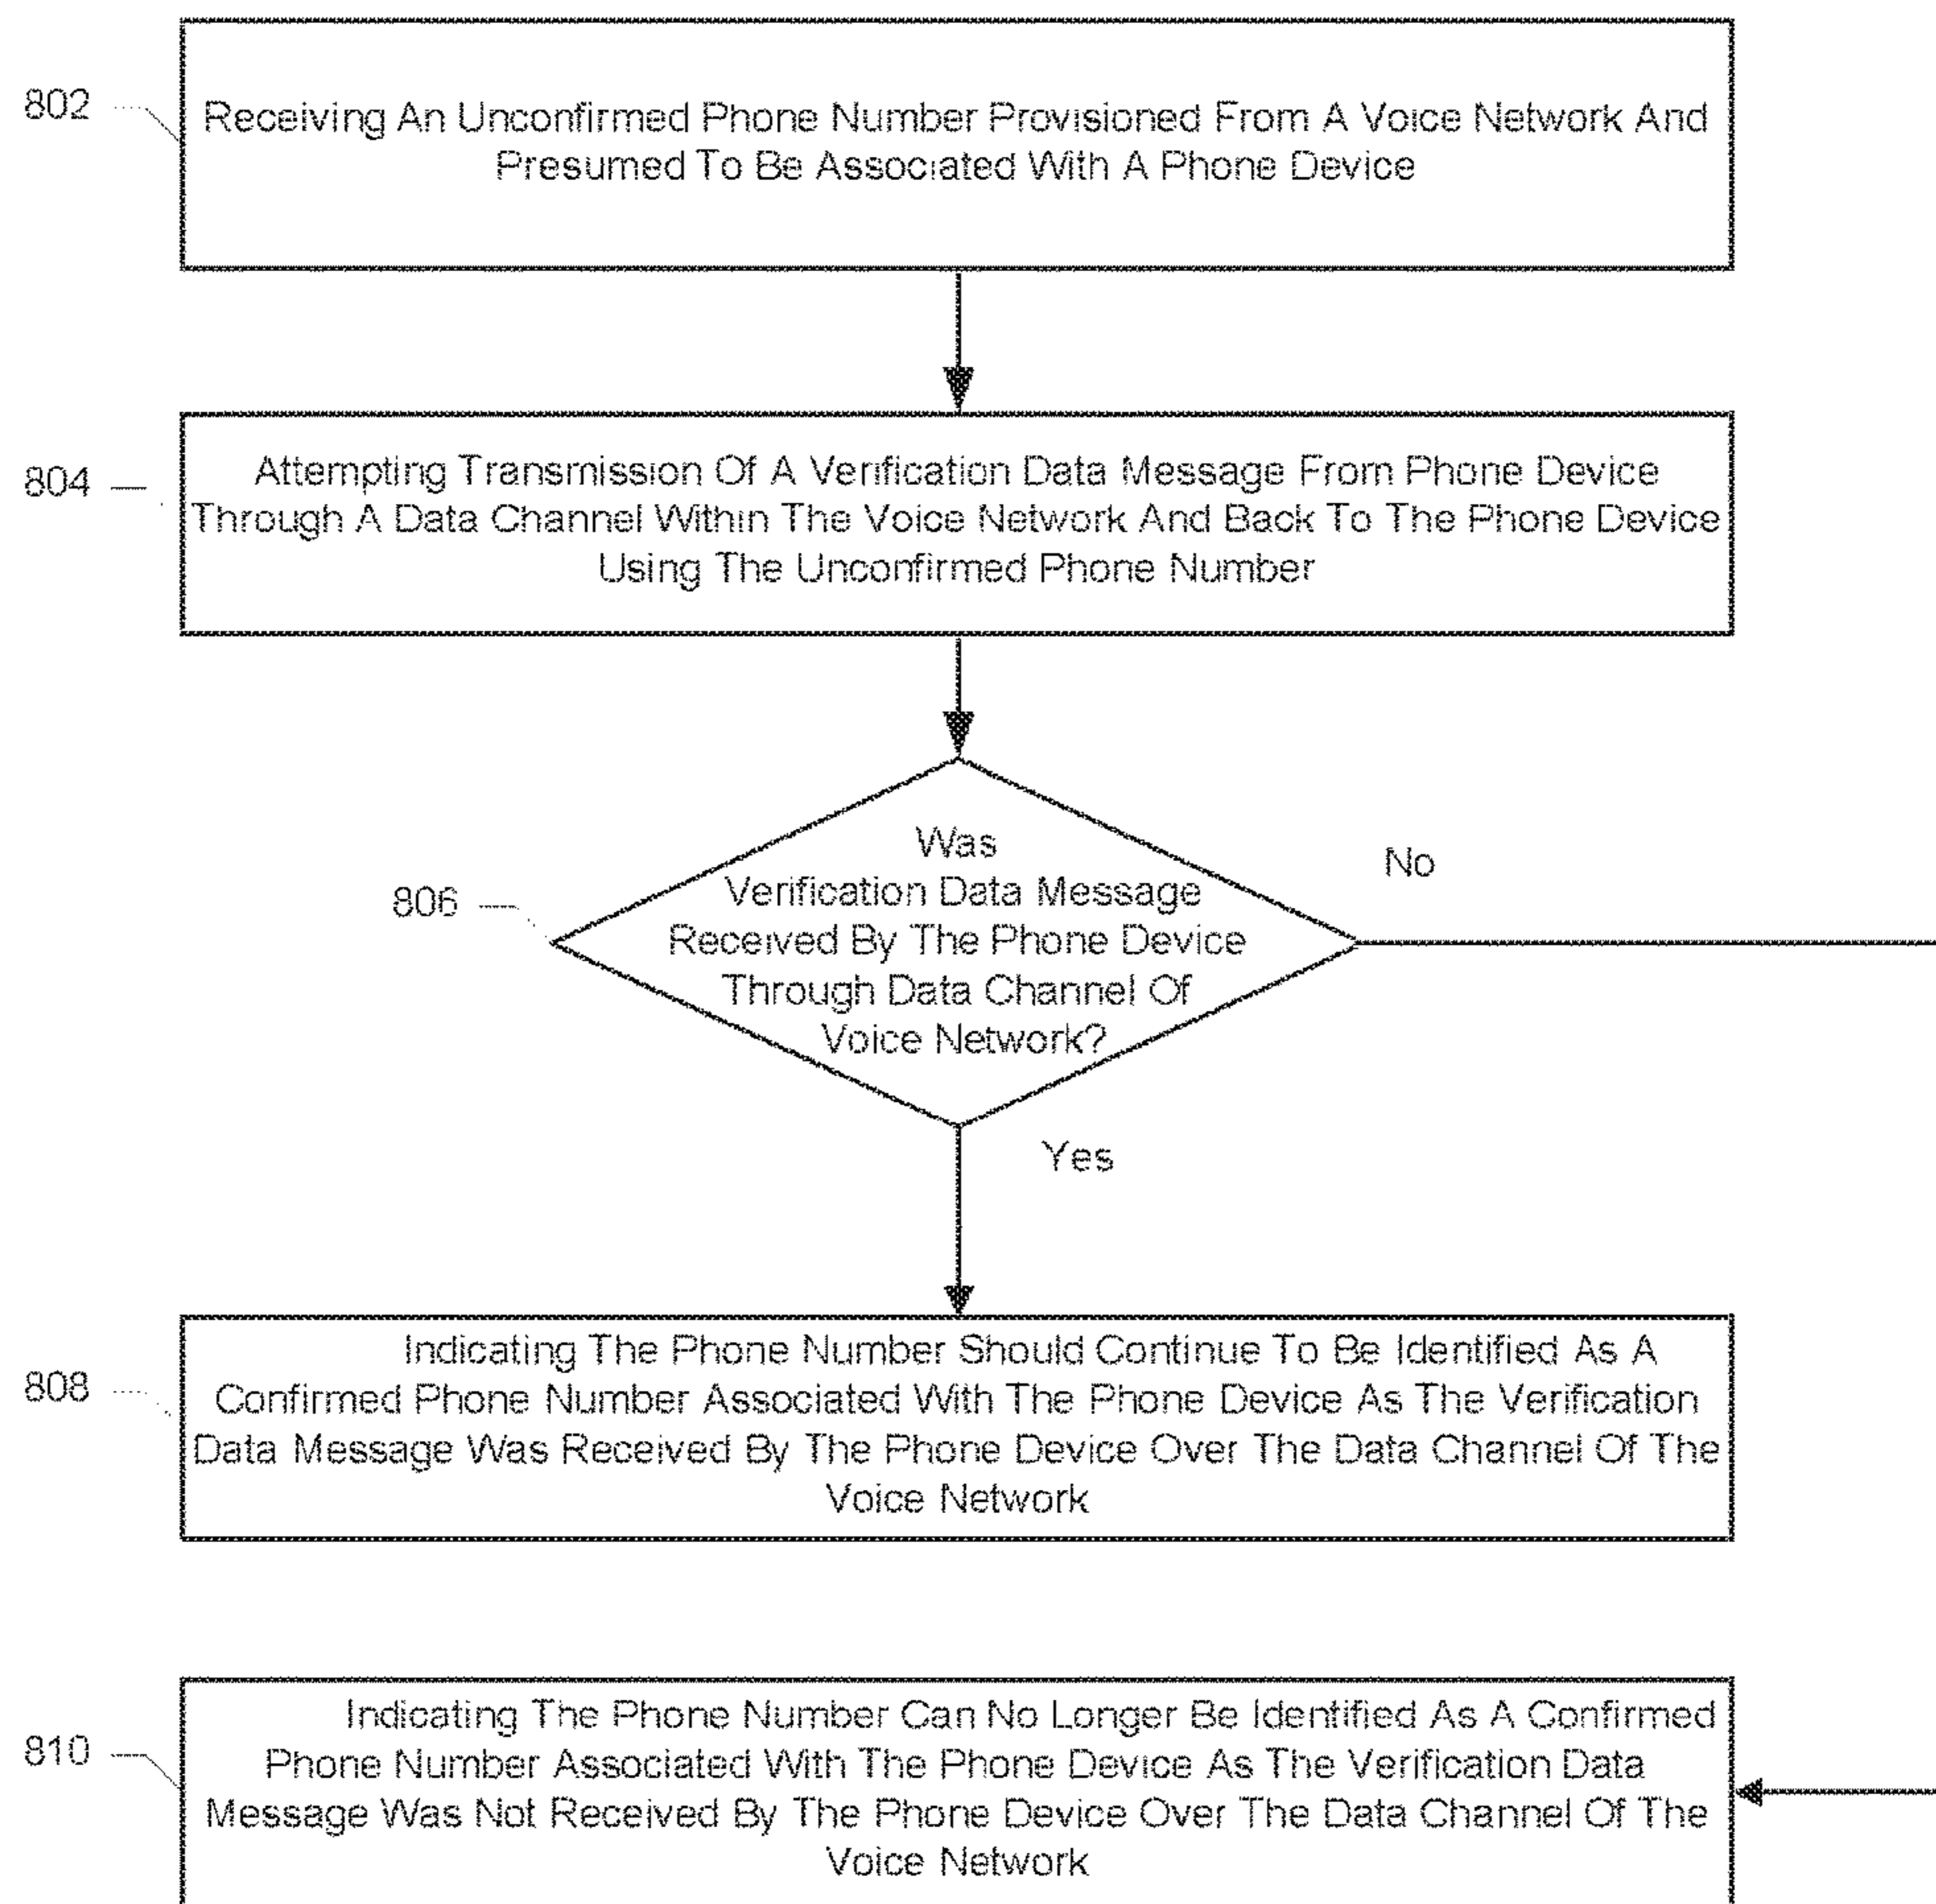 802
Receiving An Unconfirmed Phone Number Provisioned From A Voice Network And
Presumed To Be Associated With A Phone Device
804
Attempting Transmission Of A Verification Data Message From Phone Device
Through A Data Channel Within The Voice Network And Back To The Phone Device
Using The Unconfirmed Phone Number
806
Was
Verification Data Message
Received By The Phone Device
Through Data Channel Of
Voice Network?
No
Yes
808
Indicating The Phone Number Should Continue To Be Identified As A
Confirmed Phone Number Associated With The Phone Device As The Verification
Data Message Was Received By The Phone Device Over The Data Channel Of The
Voice Network
810
Indicating The Phone Number Can No Longer Be Identified As A Confirmed
Phone Number Associated With The Phone Device As The Verification Data
Message Was Not Received By The Phone Device Over The Data Channel Of The
Voice Network